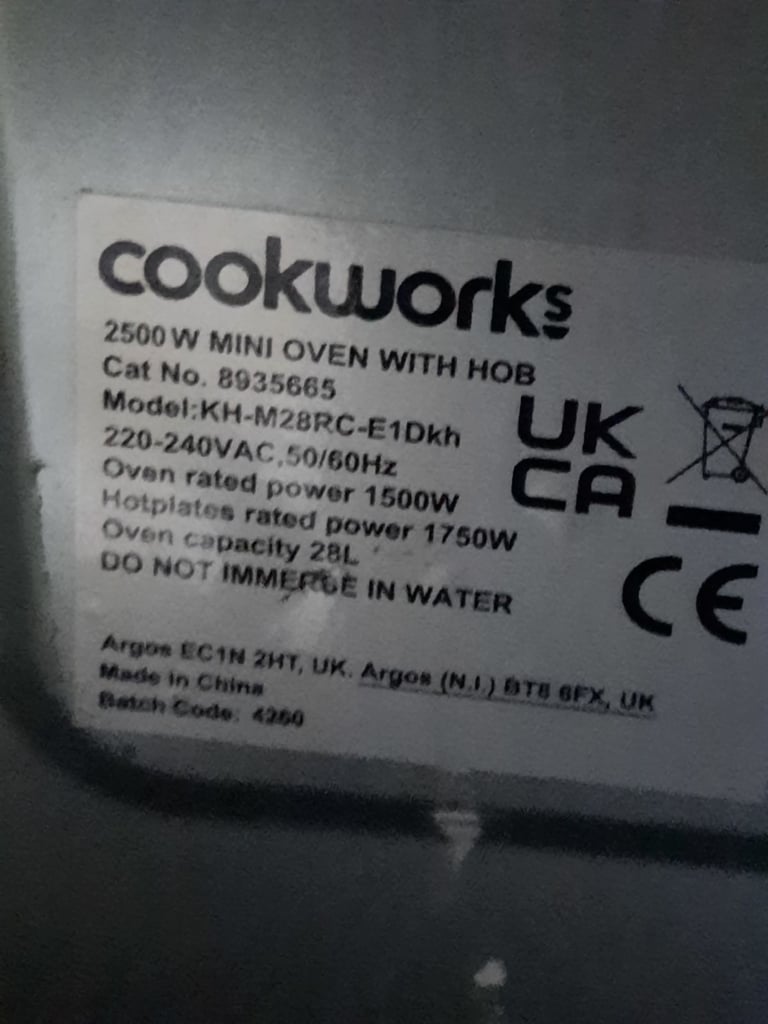 cookworks
2500W MINI OVEN WITH HOB
Cat No. 8935665
Model:KH-M28RC-E1Dkh
220-240VAC,50/60Hz
Oven rated power 1500W
Hotplates rated power 1750W
Oven capacity 28L
DO NOT IMMERGE IN WATER
UK
CA
CE
Argos EC1N 2HT, UK. Argos (N.I.) BT8 6FX, UK
Made in China
Batch Code: 4260